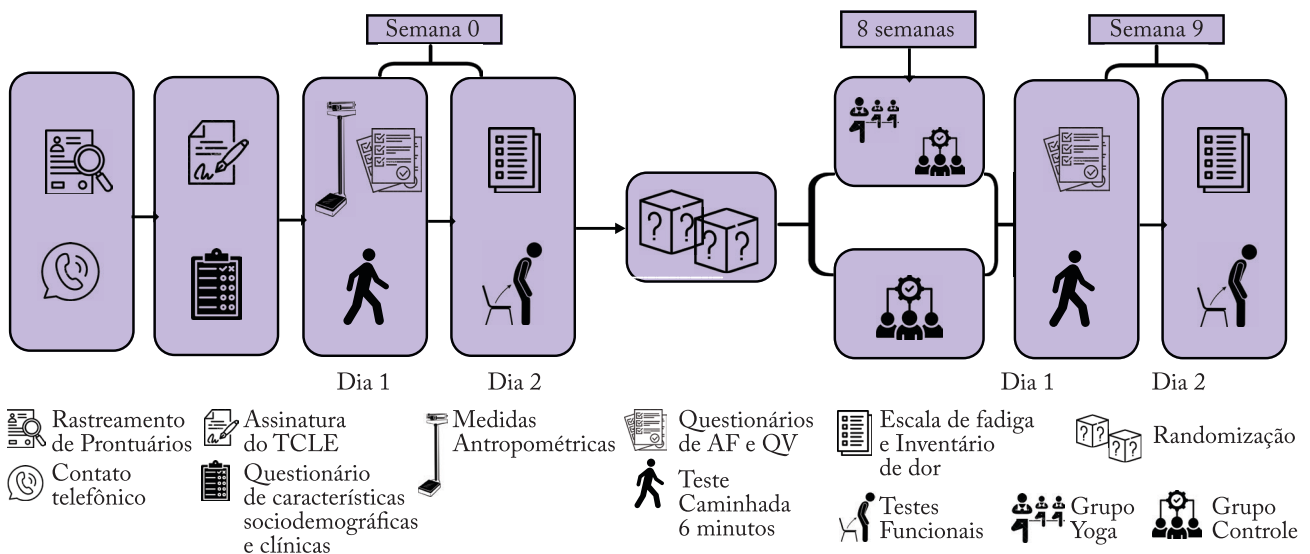 Semana 0
8 semanas
Semana 9
? ?
? ?
Dia 1
Dia 2
Dia 1
Dia 2
Rastreamento
de Prontuários
Contato
telefônico
Assinatura
do TCLE
Questionário
de características
sociodemográficas
e clínicas
Medidas
Antropométricas
Questionários
de AF e QV
Teste
Caminhada
6 minutos
Escala de fadiga
e Inventário
de dor
Testes
Funcionais
? ?
? ?
Randomização
Grupo
Yoga
Grupo
Controle